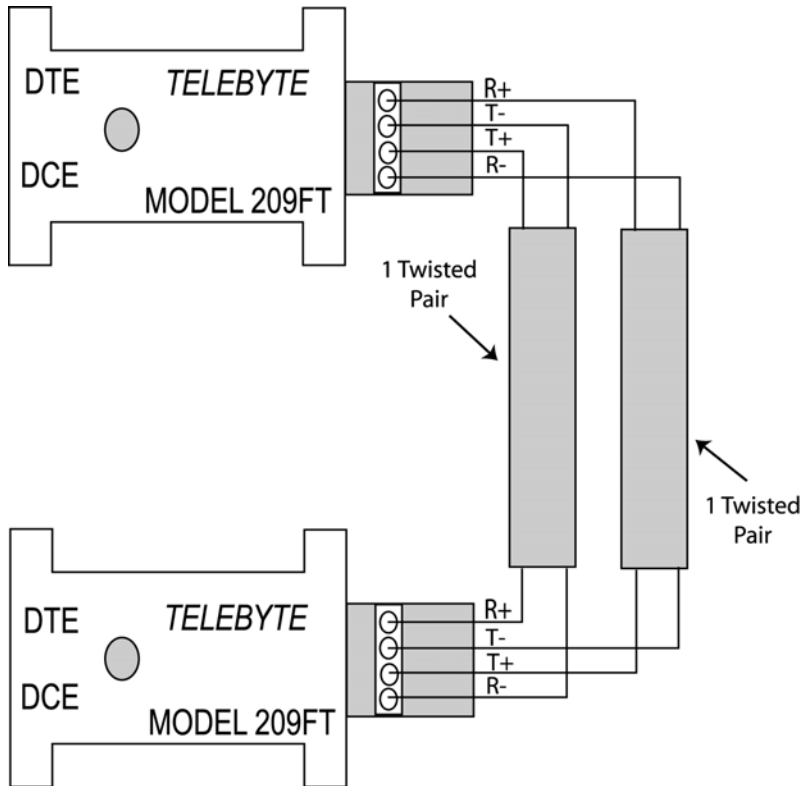 DTE
TELEBYTE
DCE
MODEL 209FT
R+
T-
T+
R-
1 Twisted
Pair
1 Twisted
Pair
DTE
TELEBYTE
DCE
MODEL 209FT
R+
T-
T+
R-